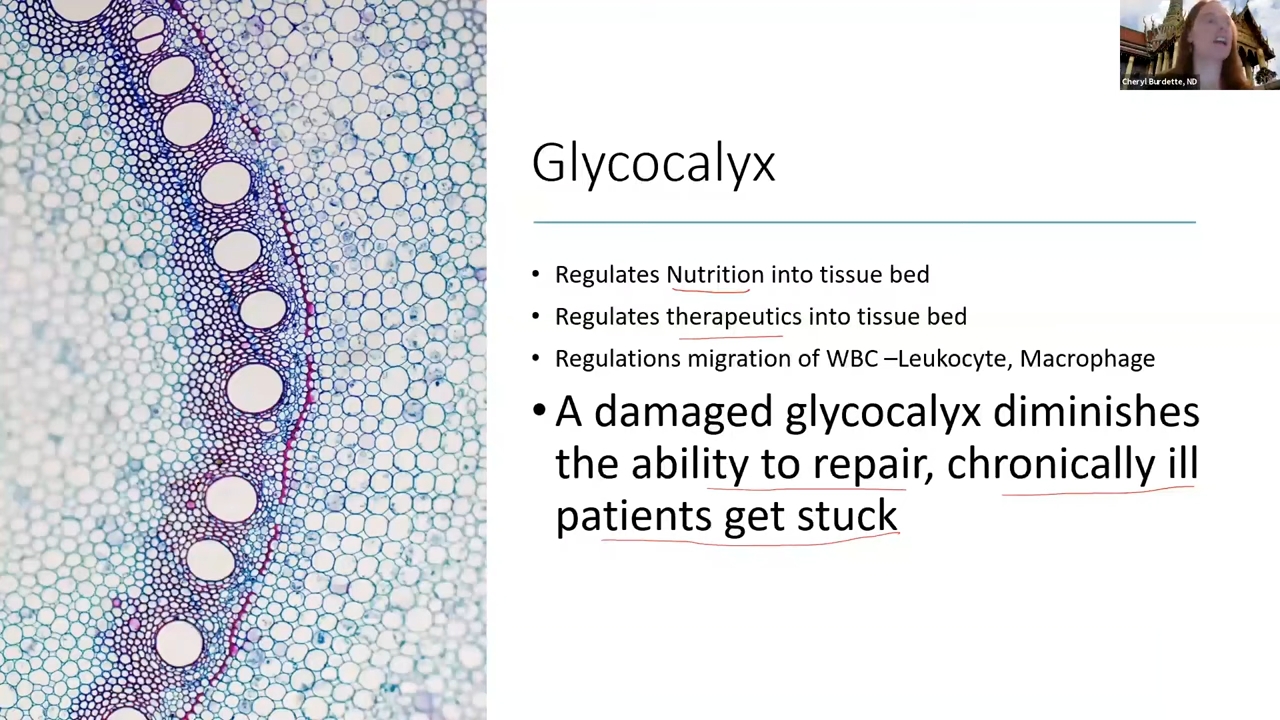 Cheryl Burdette, ND
Glycocalyx
• Regulates Nutrition into tissue bed
• Regulates therapeutics into tissue bed
• Regulations migration of WBC –Leukocyte, Macrophage
• A damaged glycocalyx diminishes
the ability to repair, chronically ill
patients get stuck